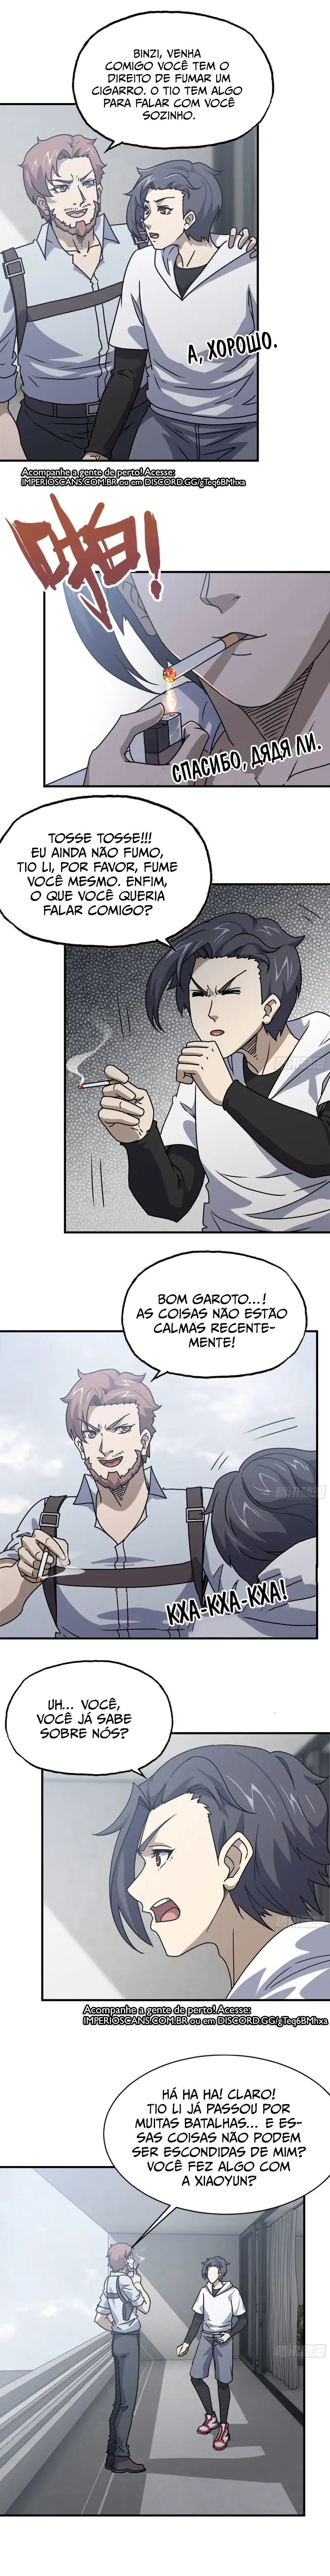 BINZI, VENHA
COMIGO VOCÊ TEM O
DIREITO DE FUMAR UM
CIGARRO. O TIO TEM ALGO
PARA FALAR COM VOCÊ
SOZINHO.
А, ХОРОШО.
Acompanhe a gente de perto! Acesse:
IMPERIOSCANS.COM.BR ou em DISCORD.GG/gTeq6BMhxa
СПАСИБО, ДЯДЯ ЛИ.
TOSSE TOSSE!!!
EU AINDA NÃO FUMO,
TIO LI, POR FAVOR, FUME
VOCÊ MESMO. ENFIM,
O QUE VOCÊ QUERIA
FALAR COMIGO?
BOM GAROTO...!
AS COISAS NÃO ESTÃO
CALMAS RECENTE-
MENTE!
КХА-КХА-КХА!
UH... VOCÊ,
VOCÊ JÁ SABE
SOBRE NÓS?
Acompanhe a gente de perto! Acesse:
IMPERIOSCANS.COM.BR ou em DISCORD.GG/gTeq6BMhxa
HÁ HA HA! CLARO!
TIO LI JÁ PASSOU POR
MUITAS BATALHAS... E ES-
SAS COISAS NÃO PODEM
SER ESCONDIDAS DE MIM?
VOCÊ FEZ ALGO COM
A XIAOYUN?